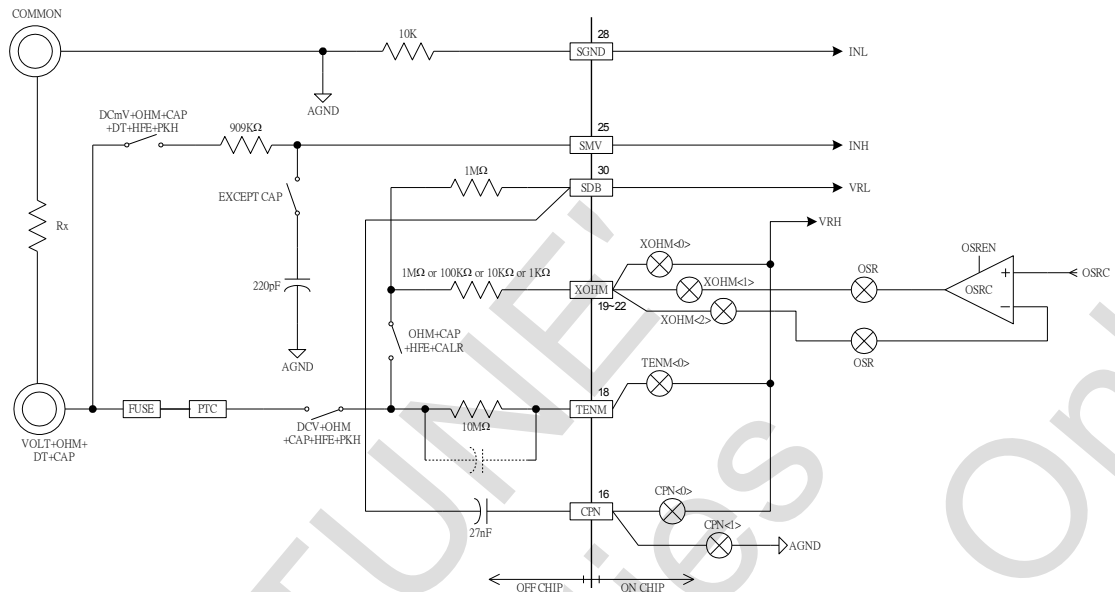 COMMON
10K
28
SGND
INL
AGND
DCmV+OHM+CAP
+DT+HFE+PKH
909KΩ
25
SMV
INH
30
1MΩ
SDB
VRL
EXCEPT CAP
Rx
VRH
XOHM<0>
OSREN
1MΩ or 100KΩ or 10KΩ or 1KΩ
XOHM
XOHM<1>
OSR
OSRC
+
OSRC
19~22
XOHM<2>
−
220pF
OHM+CAP
+HFE+CALR
OSR
AGND
TENM<0>
18
FUSE
PTC
TENM
10MΩ
VOLT+OHM+
DT+CAP
DCV+OHM
+CAP+HFE+PKH
16
CPN<0>
CPN
CPN<1>
27nF
AGND
OFF CHIP
ON CHIP
TUNE'
ies
On